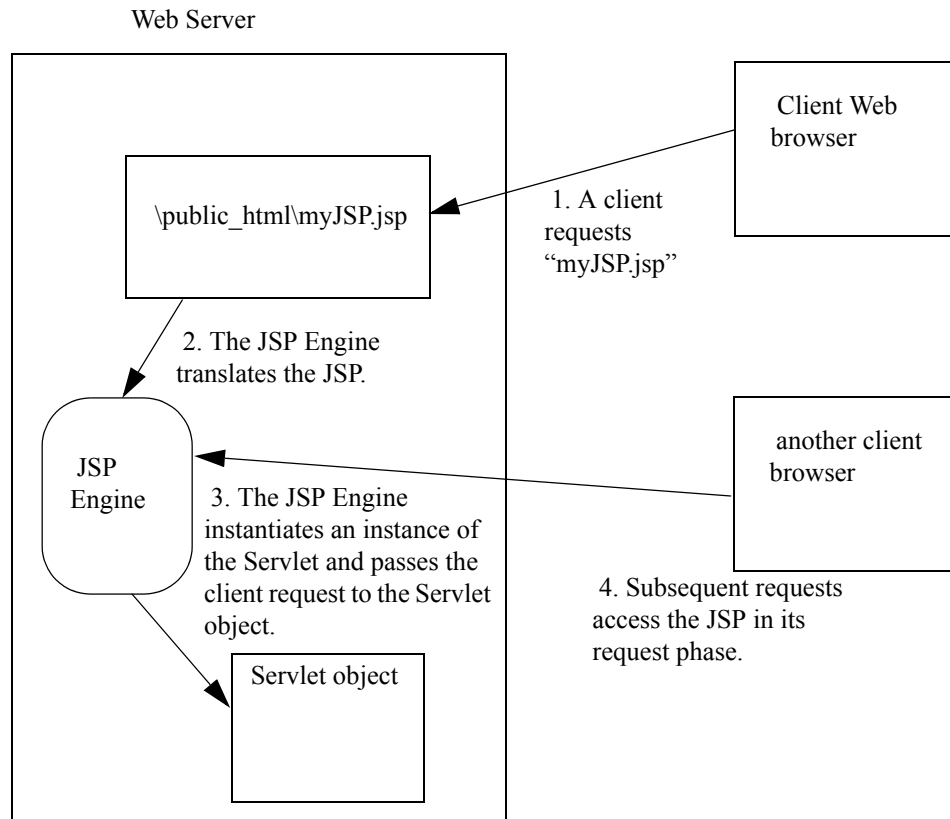 Web Server
Client Web
browser
\public_html\myJSP.jsp
1. A client
requests
“myJSP.jsp”
2. The JSP Engine
translates the JSP.
another client
browser
JSP
Engine
3. The JSP Engine
instantiates an instance of
the Servlet and passes the
client request to the Servlet
object.
4. Subsequent requests
access the JSP in its
request phase.
Servlet object